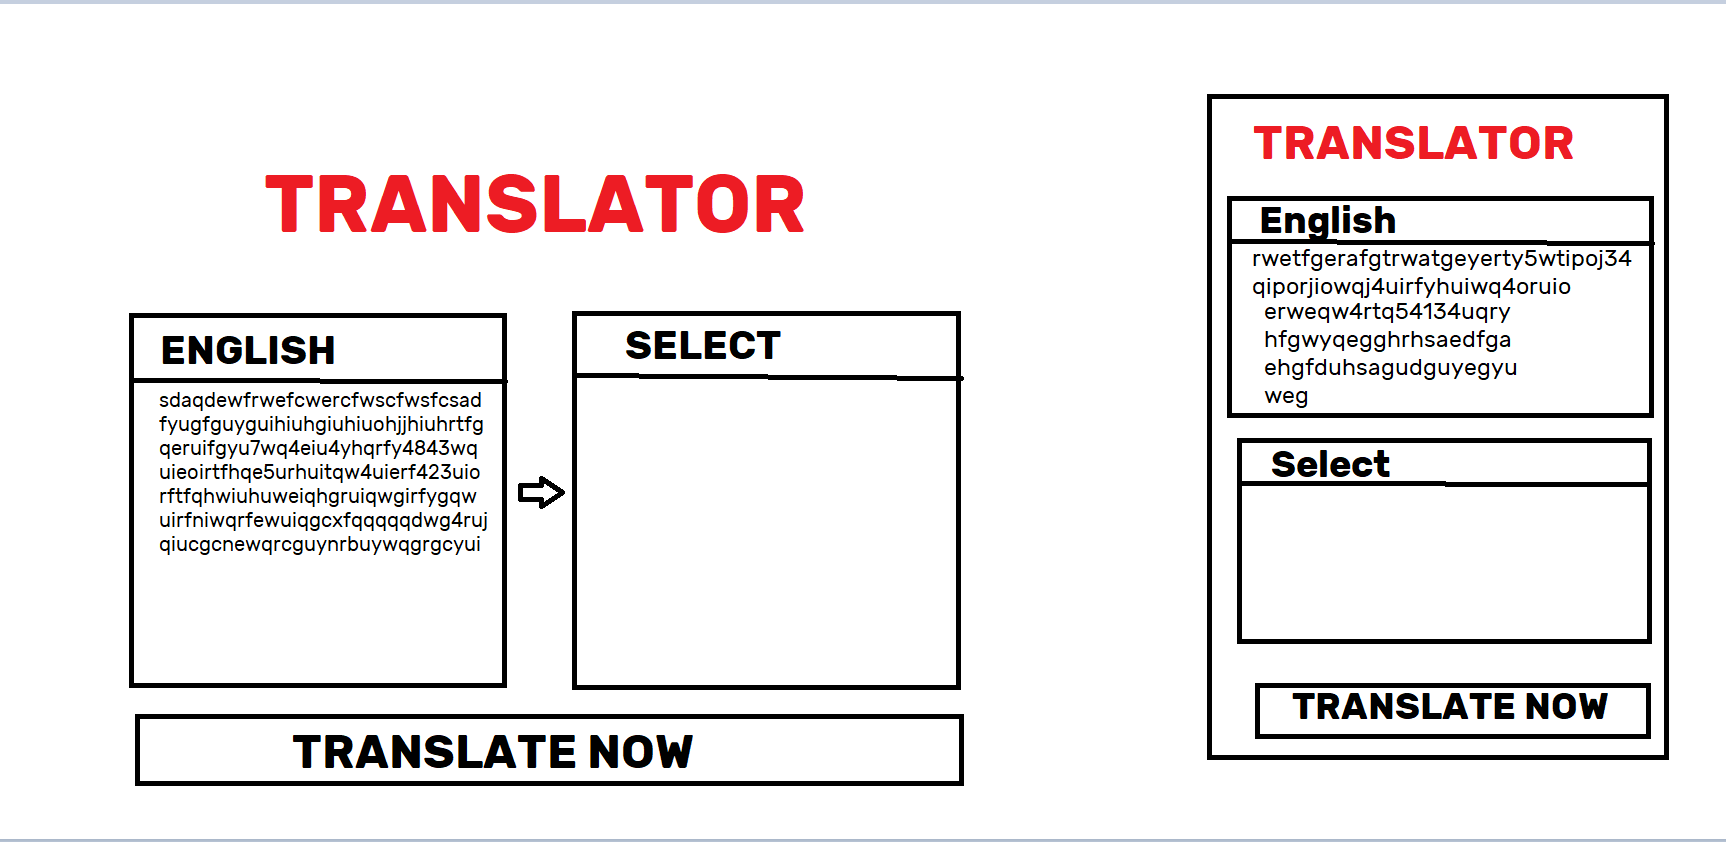 TRANSLATOR
ENGLISH
sdaqdewfrwefcwercfwscfwsfcsad
fyugfguyguihiuhgiuhiuohjjhiuhrtfg
qeruifgyu7wq4eiu4yhqrfy4843wq
uieoirtfhqe5urhuitqw4uierf423uio
rftfqhwiuhuweiqhgruiqwgirfygqw
uirfniwqrfewuiqgcxfqqqqqdwg4ruj
qiucgcnewqrcguynrbuywqgrgcyui
SELECT
TRANSLATE NOW
TRANSLATOR
English
rwetfgerafgtrwatgeyerty5wtipoj34
qiporjiowqj4uirfyhuiwq4oruio
erweqw4rtq54134uqry
hfgwyqegghrhsaedfga
ehgfduhsagudguyegyu
weg
Select
TRANSLATE NOW